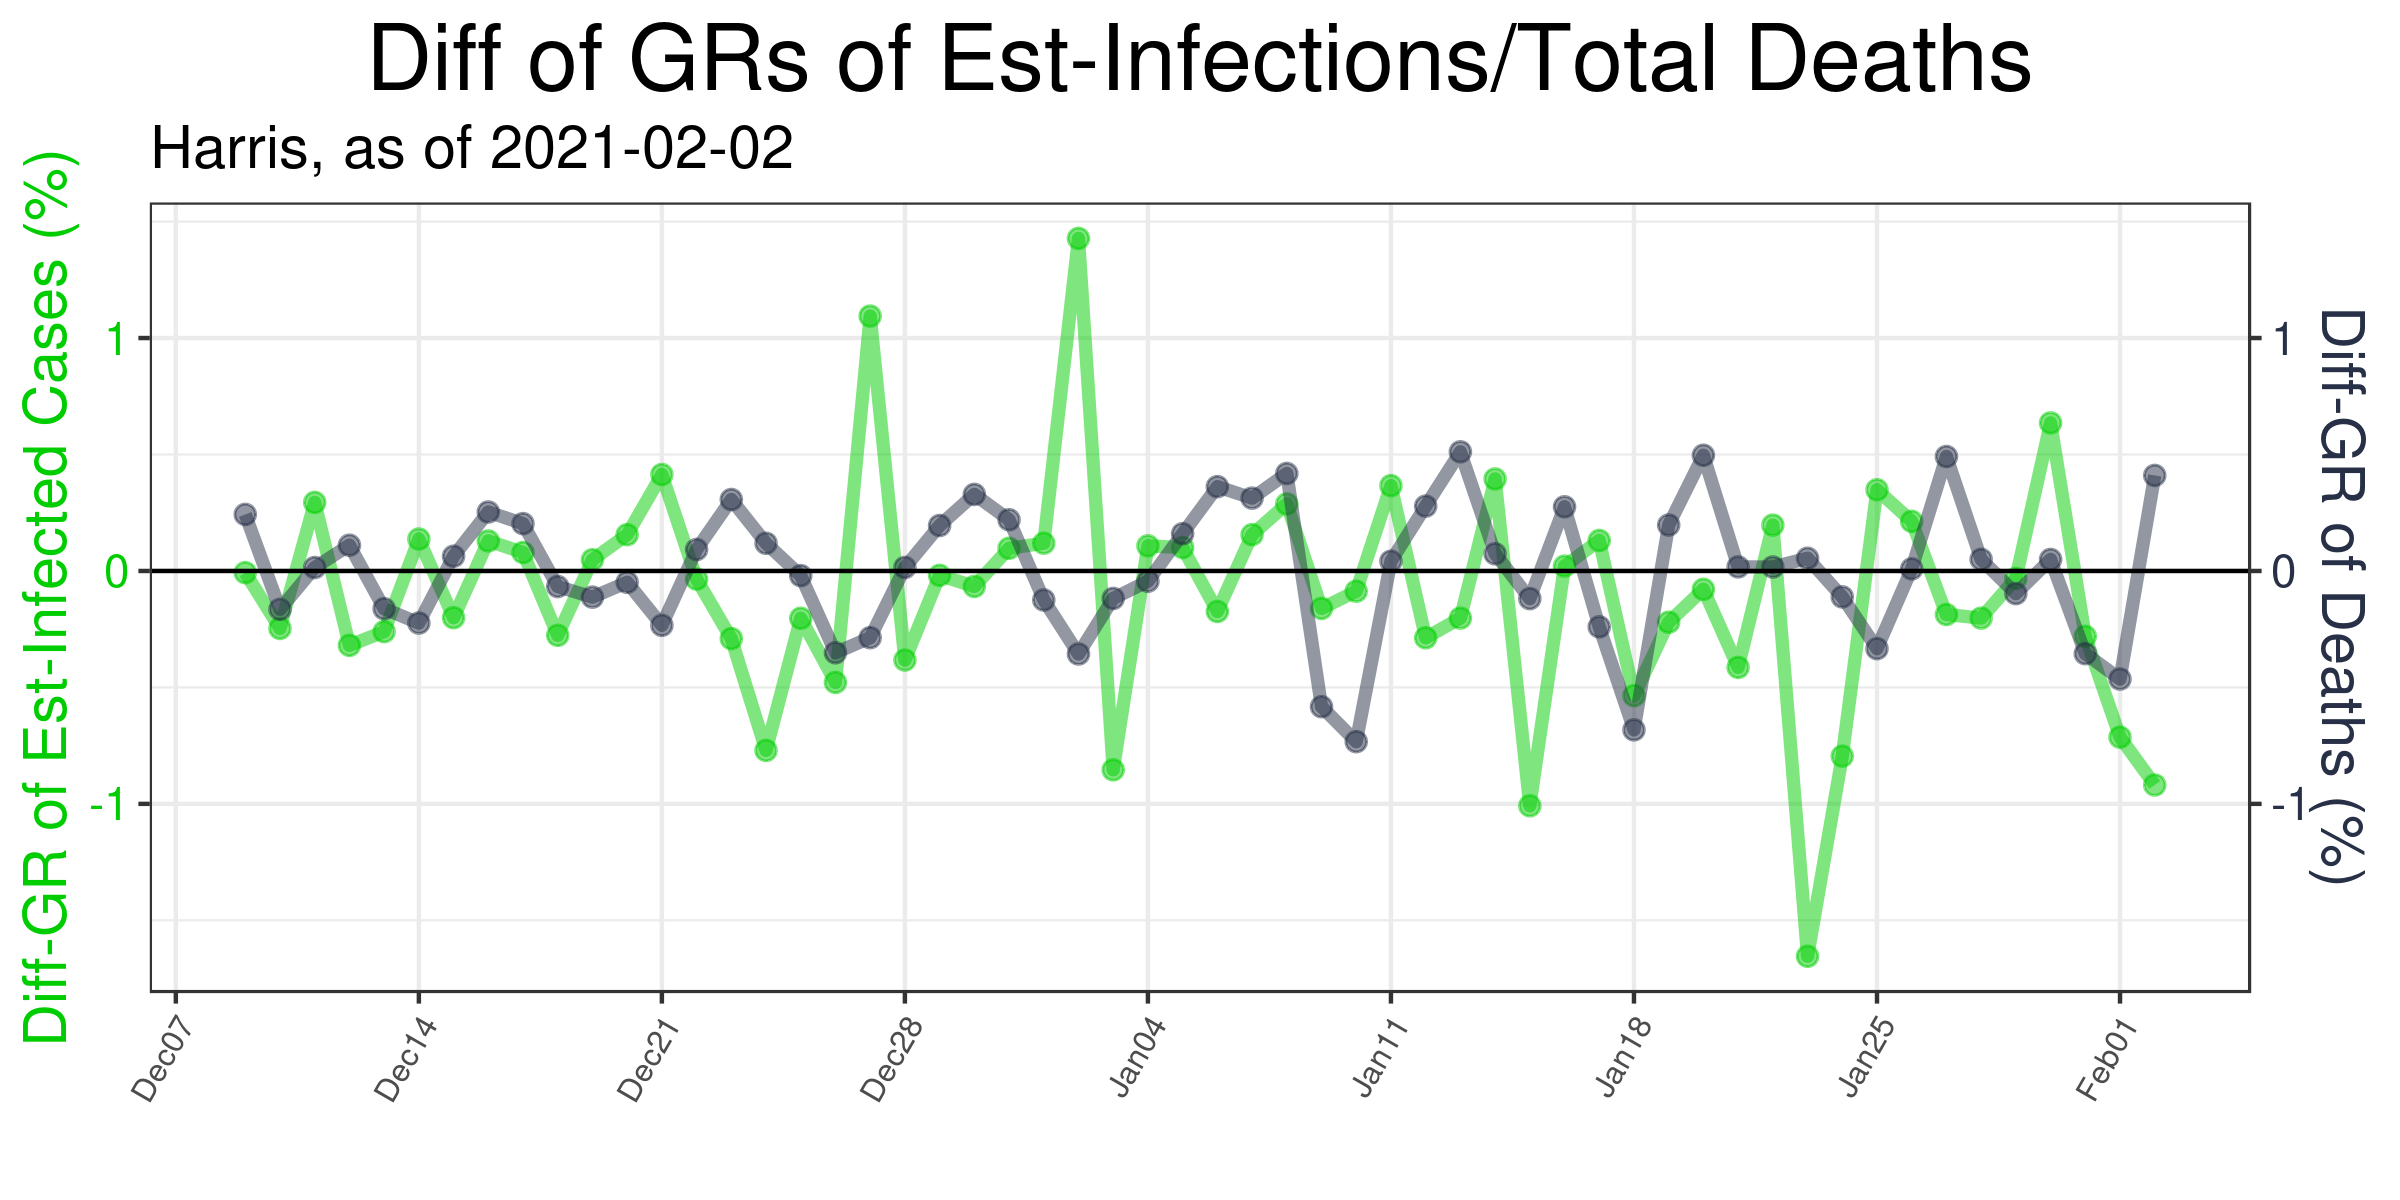 Diff of GRs of Est-Infections/Total Deaths
Harris, as of 2021-02-02
Diff-GR of Est-Infected Cases (%)
1
0
-1
1
0
-1
Diff-GR of Deaths (%)
Dec07
Dec14
Dec21
Dec28
Jan04
Jan11
Jan18
Jan25
Feb01